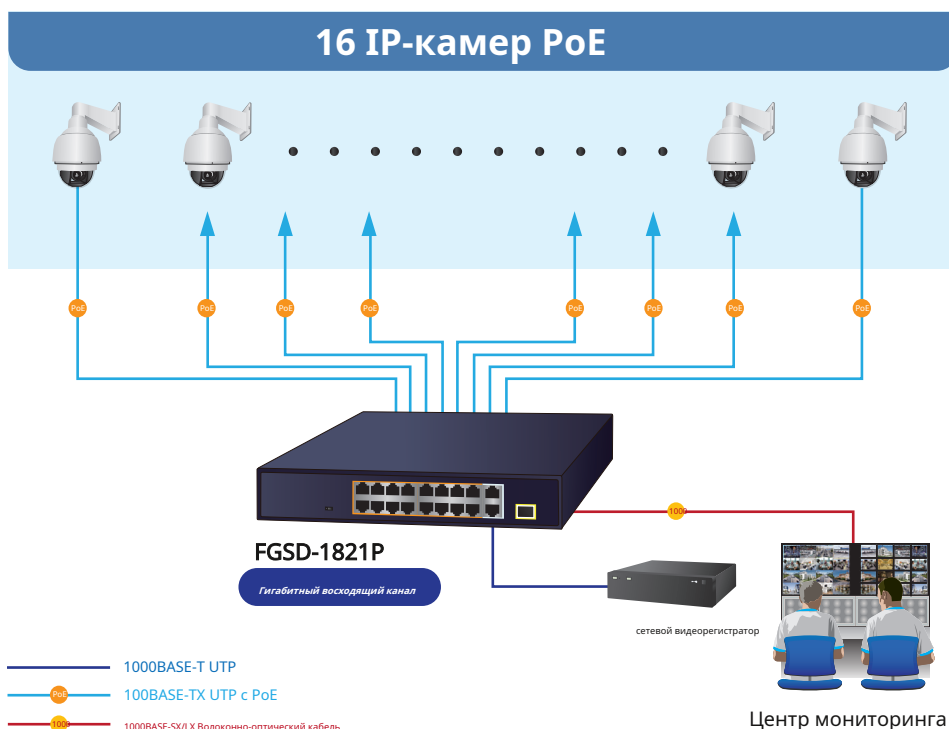 16 IP-камер PoE
PoE
PoE
PoE
PoE
PoE
PoE
PoE
PoE
1000
FGSD-1821P
Гигабитный восходящий канал
сетевой видеорегистратор
1000BASE-T UTP
PoE
100BASE-TX UTP с PoE
1000
1000BASE-SX/LX Волоконно-оптический кабель
Центр мониторинга